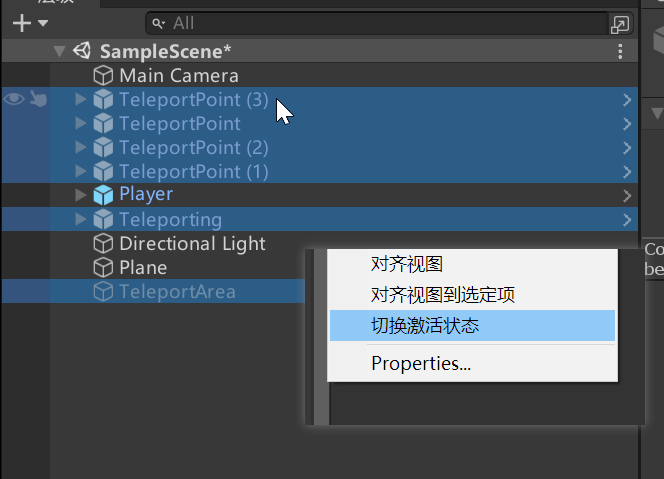 All
SampleScene*
Main Camera
TeleportPoint (3)
TeleportPoint
TeleportPoint (2)
TeleportPoint (1)
Player
Teleporting
Directional Light
Plane
TeleportArea
对齐视图
对齐视图到选定项
切换激活状态
Properties...
Co
be